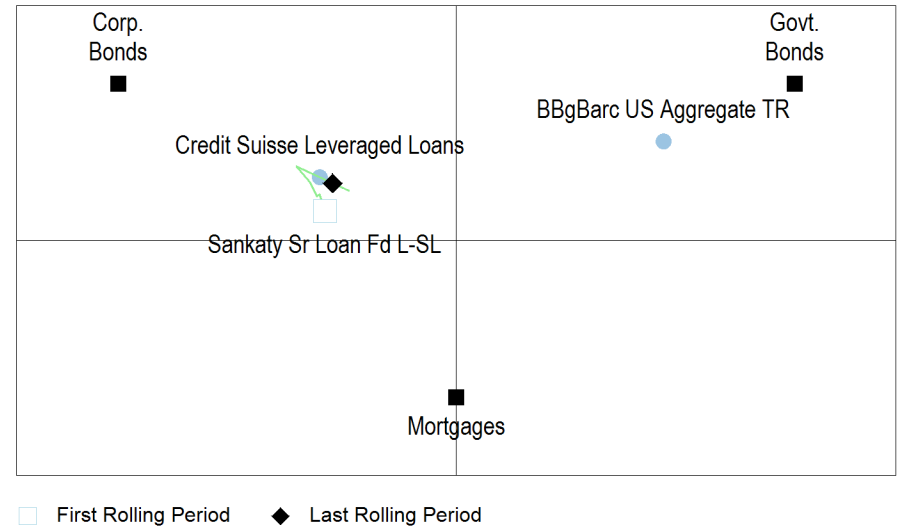 Corp.
Bonds
Govt.
Bonds
BBgBarc US Aggregate TR
Credit Suisse Leveraged Loans
Sankaty Sr Loan Fd L-SL
Mortgages
First Rolling Period
Last Rolling Period